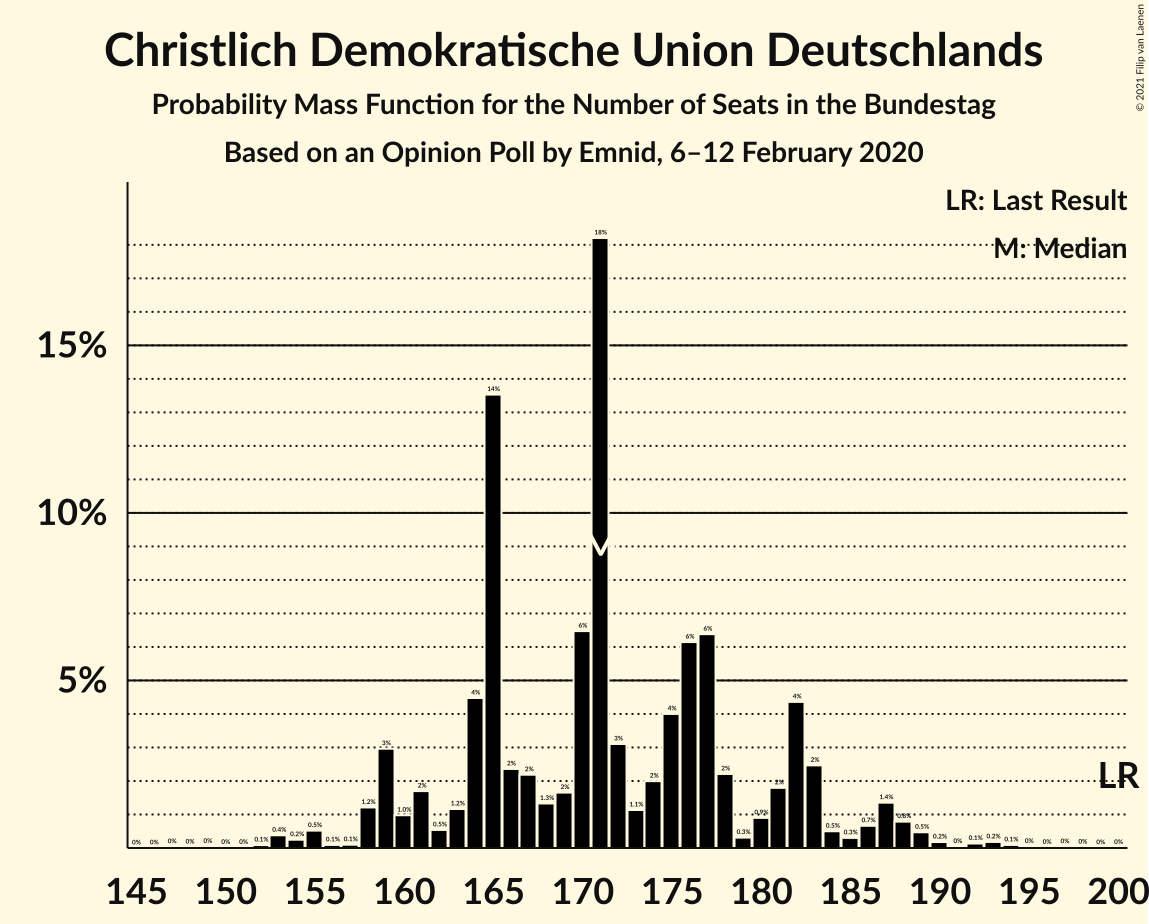 Christlich Demokratische Union Deutschlands
Probability Mass Function for the Number of Seats in the Bundestag
Based on an Opinion Poll by Emnid, 6–12 February 2020
© 2021 Filip van Laenen
LR: Last Result
M: Median
15%
10%
5%
0% 0% 0% 0% 0% 0% 0% 0.1% 0.4% 0.2% 0.5% 0.1% 0.1% 1.2% 3% 1.0% 2% 0.5% 1.2% 4% 14% 2% 2% 1.3% 2% 6% 18% 3% 1.1% 2% 4% 6% 6% 2% 0.3% 0.9% 2% 4% 2% 0.5% 0.3% 0.7% 1.4% 0.8% 0.5% 0.2% 0% 0.1% 0.2% 0.1% 0% 0% 0% 0% 0% 0%
LR
145 150 155 160 165 170 175 180 185 190 195 200